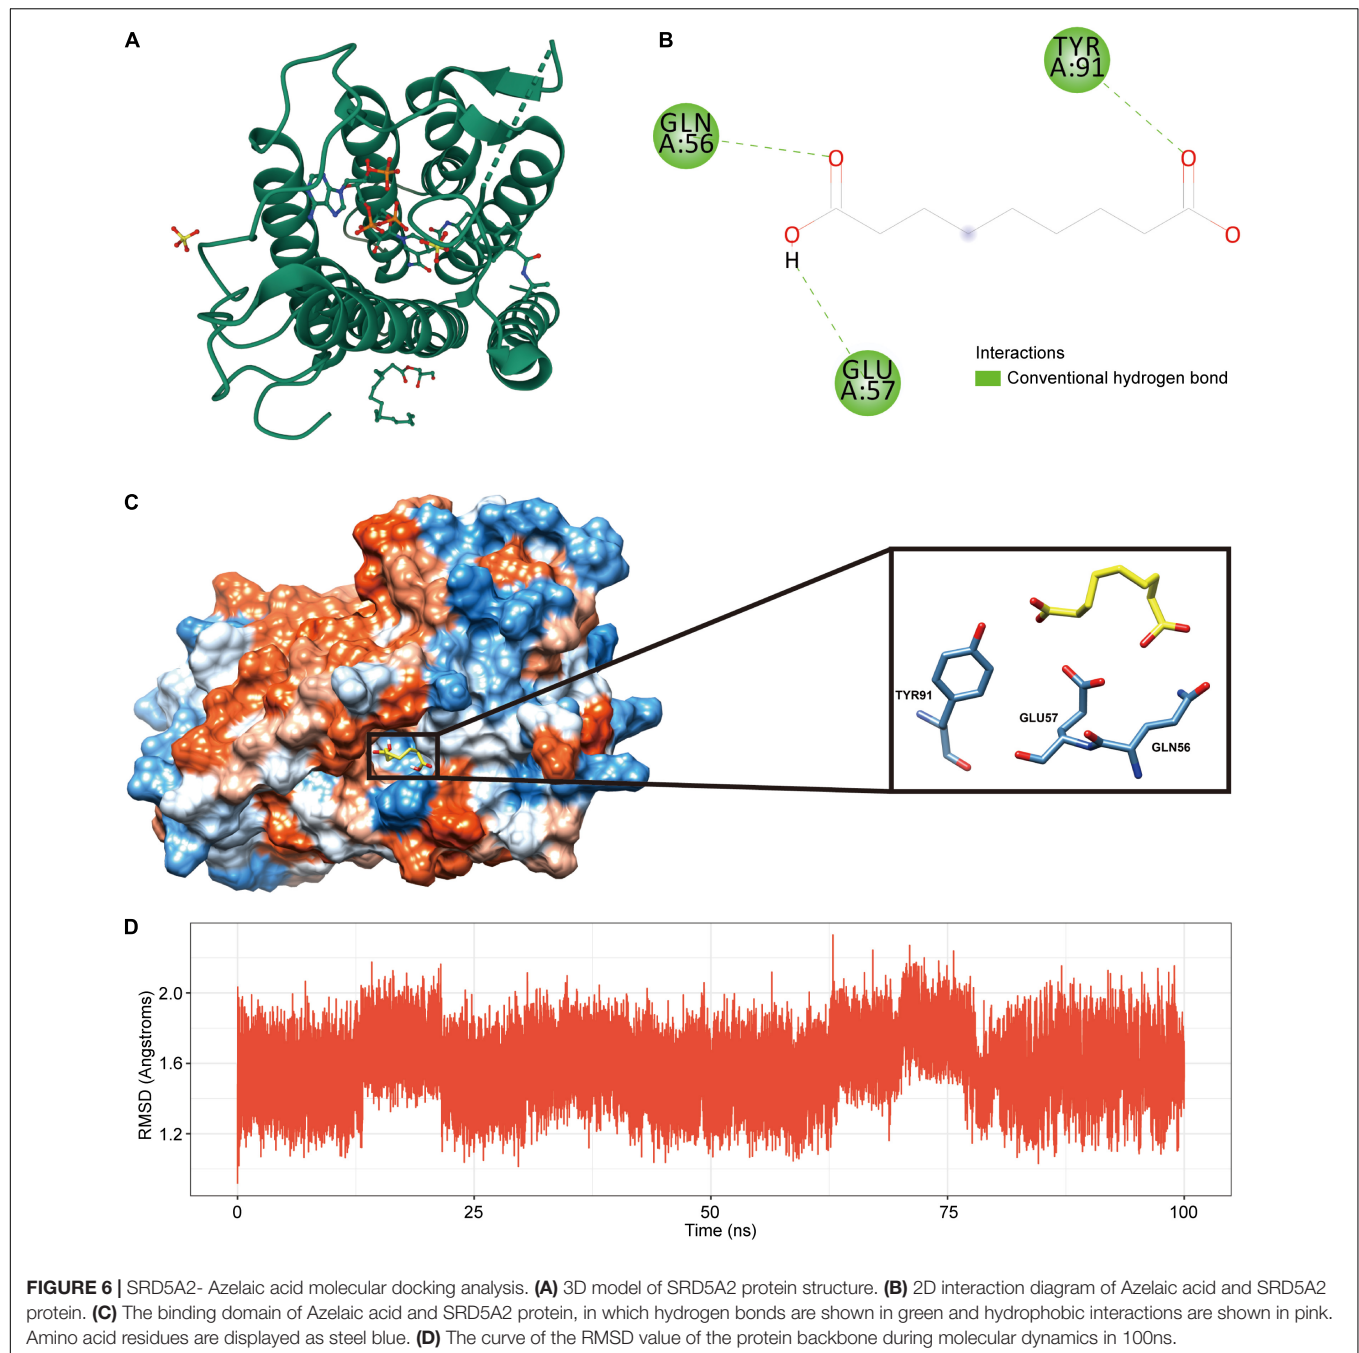 A
B
TYR
A:91
GLN
A:56
O
O
O
H
O
GLU
A:57
Interactions
Conventional hydrogen bond
C
TYR91
GLU57
GLN56
D
RMSD (Angstroms)
2.0
1.6
1.2
0
25
50
75
100
Time (ns)
FIGURE 6 | SRD5A2- Azelaic acid molecular docking analysis. (A) 3D model of SRD5A2 protein structure. (B) 2D interaction diagram of Azelaic acid and SRD5A2
protein. (C) The binding domain of Azelaic acid and SRD5A2 protein, in which hydrogen bonds are shown in green and hydrophobic interactions are shown in pink.
Amino acid residues are displayed as steel blue. (D) The curve of the RMSD value of the protein backbone during molecular dynamics in 100ns.